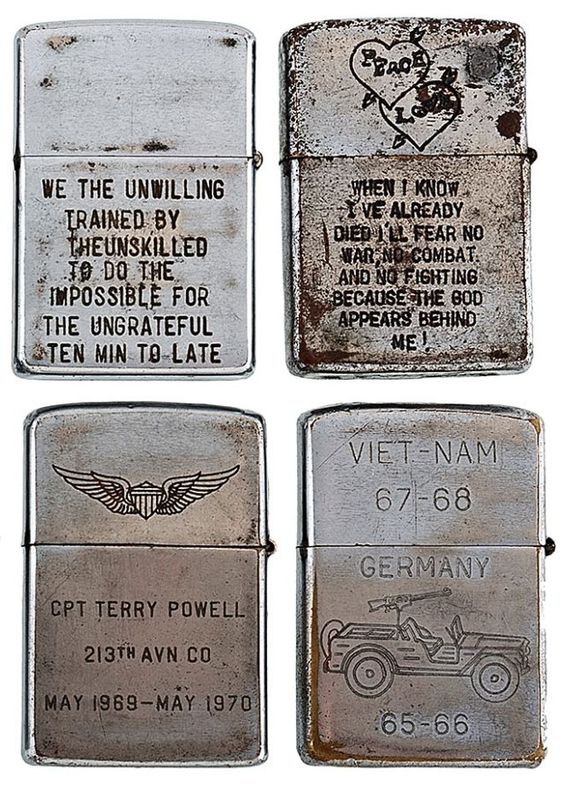 WE THE UNWILLING
TRAINED BY
THEUNSKILLED
TO DO THE
IMPOSSIBLE FOR
THE UNGRATEFUL
TEN MIN TO LATE
PEACE
LOVE
WHEN I KNOW
I'VE ALREADY
DIED I'LL FEAR NO
WAR, NO COMBAT.
AND NO FIGHTING
BECAUSE THE GOD
APPEARS BEHIND
ME!
CPT TERRY POWELL
213TH AVN CO
MAY 1969-MAY 1970
VIET-NAM
67-68
GERMANY
65-66